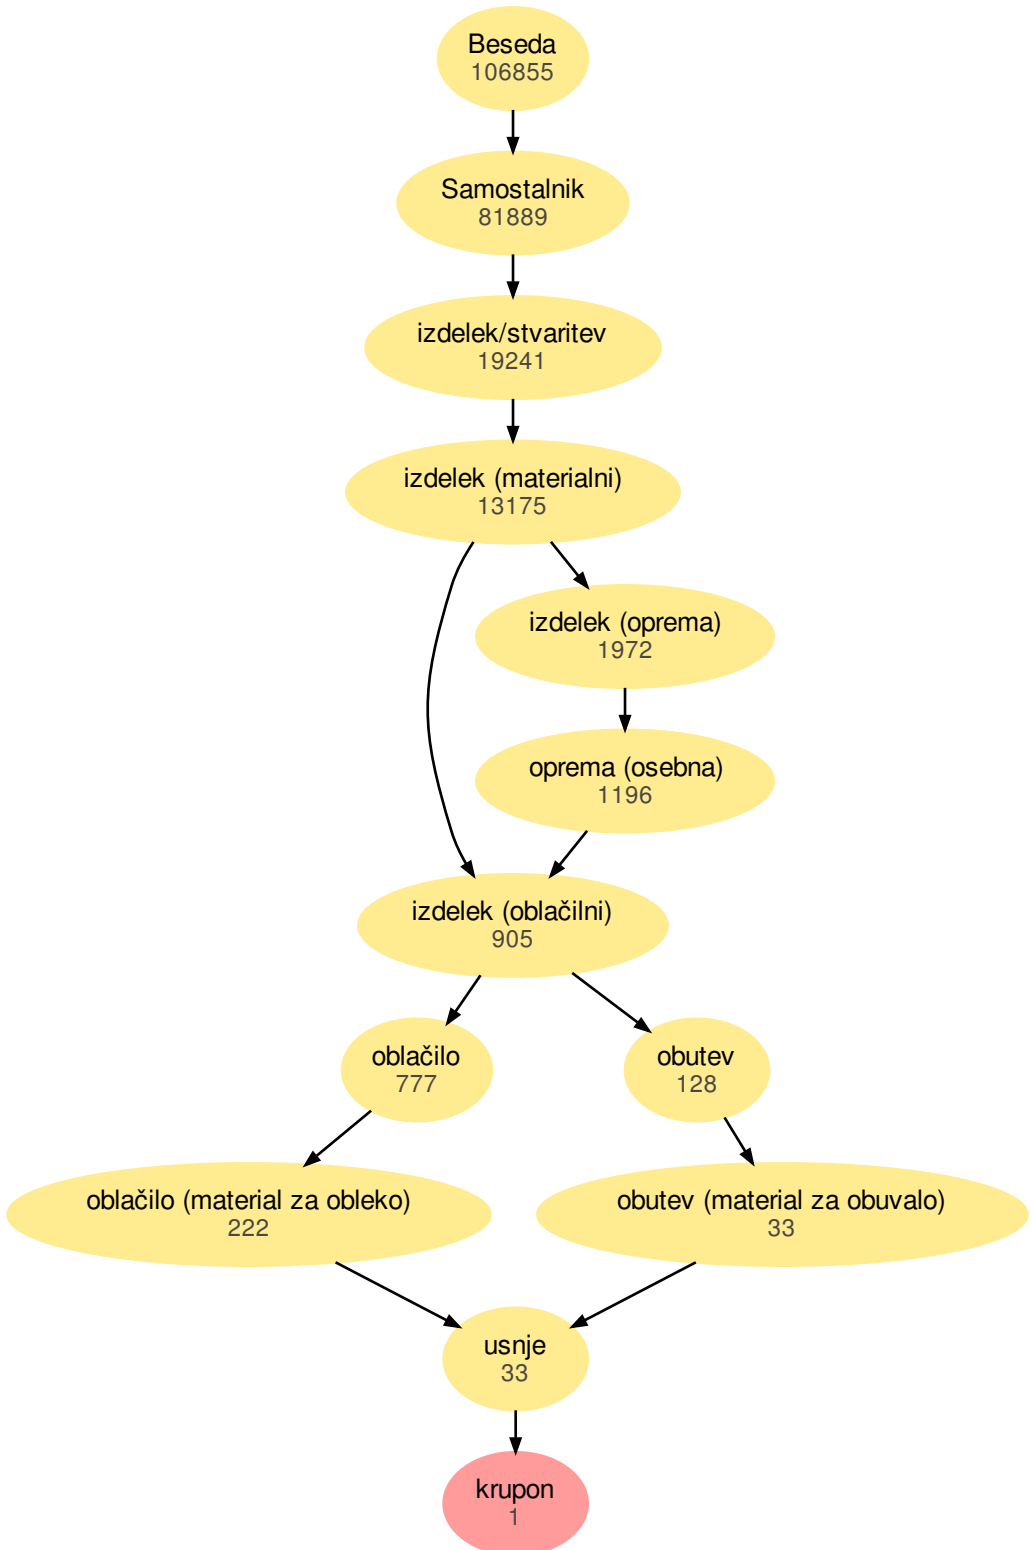 Beseda
106855
Samostalnik
81889
izdelek/stvaritev
19241
izdelek (materialni)
13175
izdelek (oprema)
1972
oprema (osebna)
1196
izdelek (oblačilni)
905
oblačilo
777
obutev
128
oblačilo (material za obleko)
222
obutev (material za obuvalo)
33
usnje
33
krupon
1